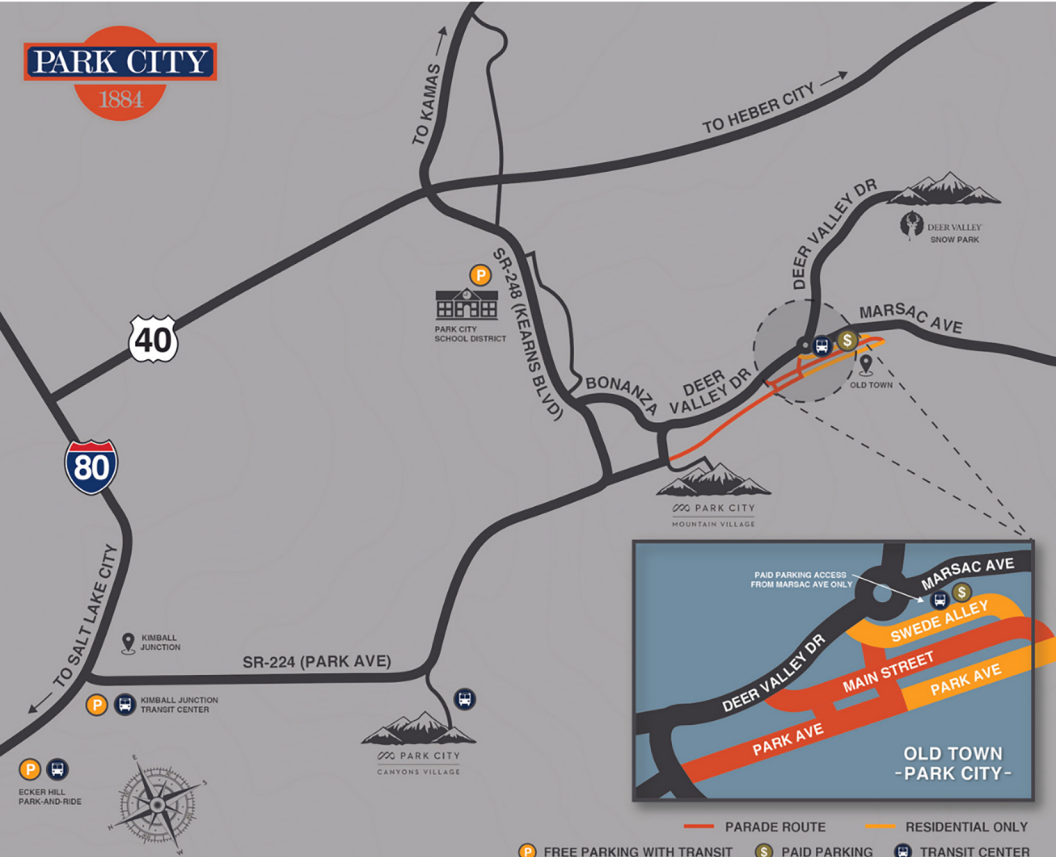 PARK CITY
1884
TO KAMAS
TO HEBER CITY
DEER VALLEY DR
DEER VALLEY
SNOW PARK
SR-248 (KEARNS BLVD)
P
PARK CITY
SCHOOL DISTRICT
MARSAC AVE
$
OLD TOWN
40
BONANZA
DEER
VALLEY DR
80
PARK CITY
MOUNTAIN VILLAGE
TO SALT LAKE CITY
KIMBALL
JUNCTION
SR-224 (PARK AVE)
P
KIMBALL JUNCTION
TRANSIT CENTER
PARK CITY
CANYONS VILLAGE
P
ECKER HILL
PARK-AND-RIDE
E
S
N
W
PAID PARKING ACCESS
FROM MARSAC AVE ONLY
MARSAC AVE
$
SWEDE ALLEY
DEER VALLEY DR
MAIN STREET
PARK AVE
PARK AVE
OLD TOWN
-PARK CITY-
PARADE ROUTE
RESIDENTIAL ONLY
P FREE PARKING WITH TRANSIT
$ PAID PARKING
TRANSIT CENTER